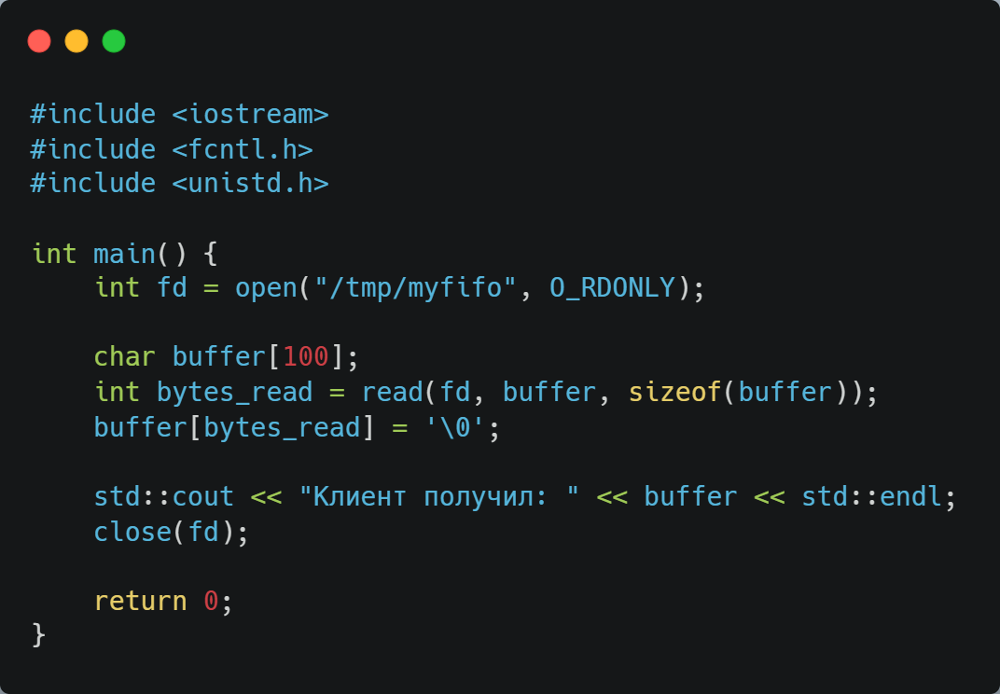 #include <iostream>
#include <fcntl.h>
#include <unistd.h>
int main() {
    int fd = open("/tmp/myfifo", O_RDONLY);
    char buffer[100];
    int bytes_read = read(fd, buffer, sizeof(buffer));
    buffer[bytes_read] = '\0';
    std::cout << "Клиент получил: " << buffer << std::endl;
    close(fd);
    return 0;
}